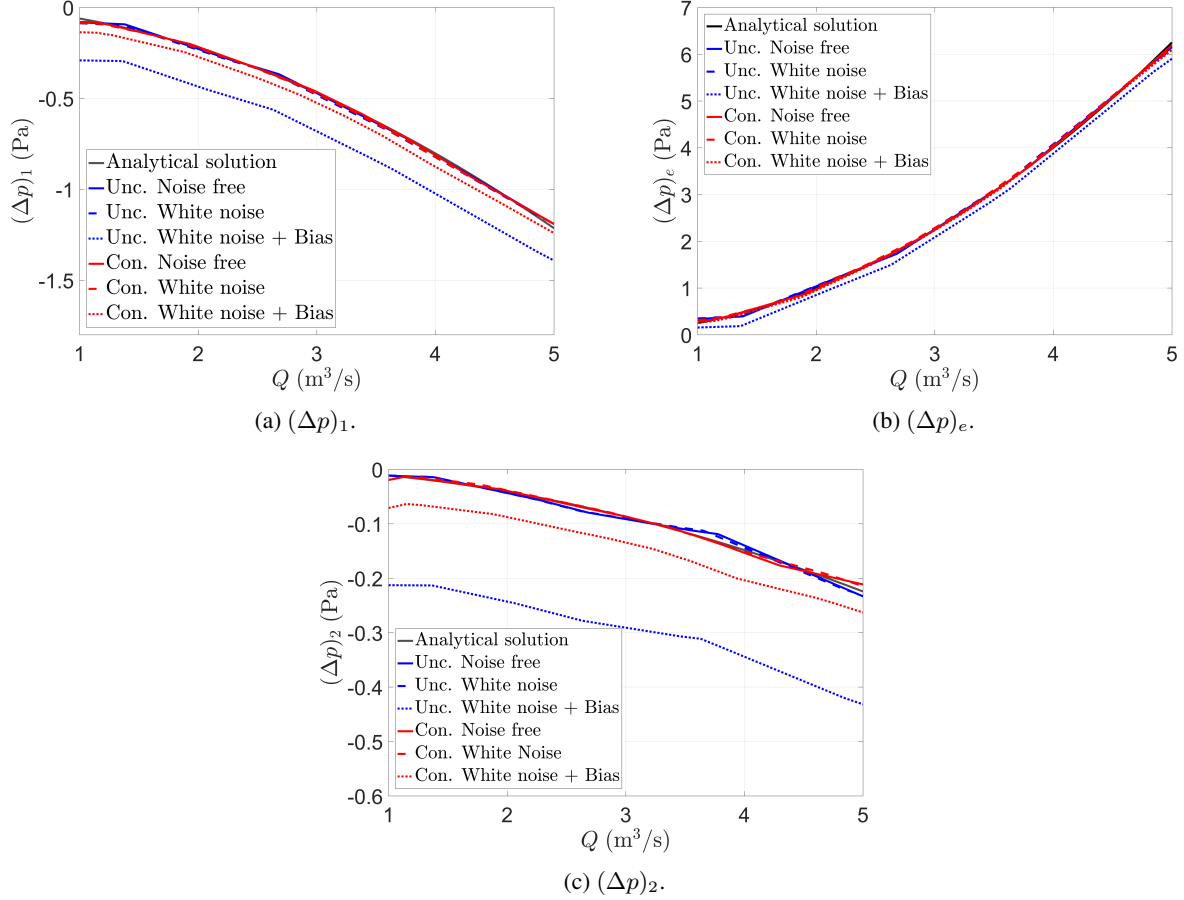 0
-0.5
-1
-1.5
(Δp)₁ (Pa)
Analytical solution
Unc. Noise free
Unc. White noise
Unc. White noise + Bias
Con. Noise free
Con. White noise
Con. White noise + Bias
1 2 3 4 5
Q (m³/s)
(a) (Δp)₁.
7
6
5
4
3
2
1
0
(Δp)ₑ (Pa)
Analytical solution
Unc. Noise free
Unc. White noise
Unc. White noise + Bias
Con. Noise free
Con. White noise
Con. White noise + Bias
1 2 3 4 5
Q (m³/s)
(b) (Δp)ₑ.
0
-0.1
-0.2
-0.3
-0.4
-0.5
-0.6
(Δp)₂ (Pa)
Analytical solution
Unc. Noise free
Unc. White noise
Unc. White noise + Bias
Con. Noise free
Con. White Noise
Con. White noise + Bias
1 2 3 4 5
Q (m³/s)
(c) (Δp)₂.